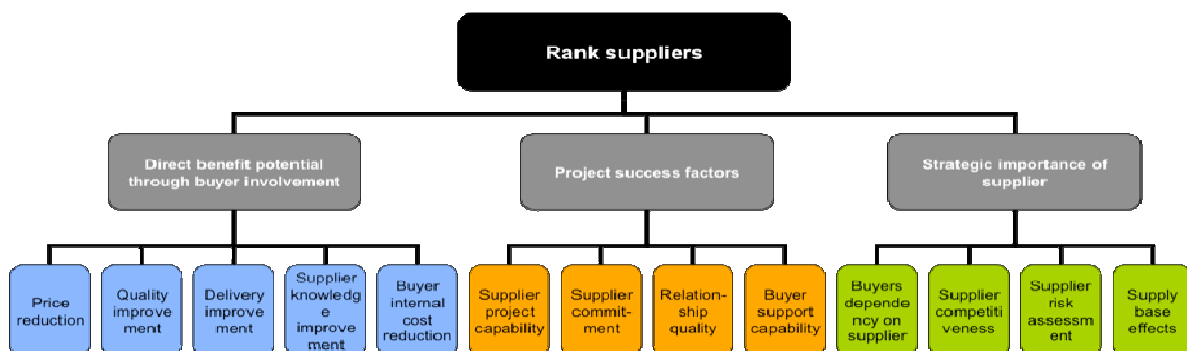 Rank suppliers
Direct benefit potential
through buyer involvement
Project success factors
Strategic importance of
supplier
Price
reduction
Quality
improve
ment
Delivery
improve
ment
Supplier
knowledg
e
improve
ment
Buyer
internal
cost
reduction
Supplier
project
capability
Supplier
commit-
ment
Relation-
ship
quality
Buyer
support
capability
Buyers
depende
ncy on
supplier
Supplier
competiti
veness
Supplier
risk
assessm
ent
Supply
base
effects